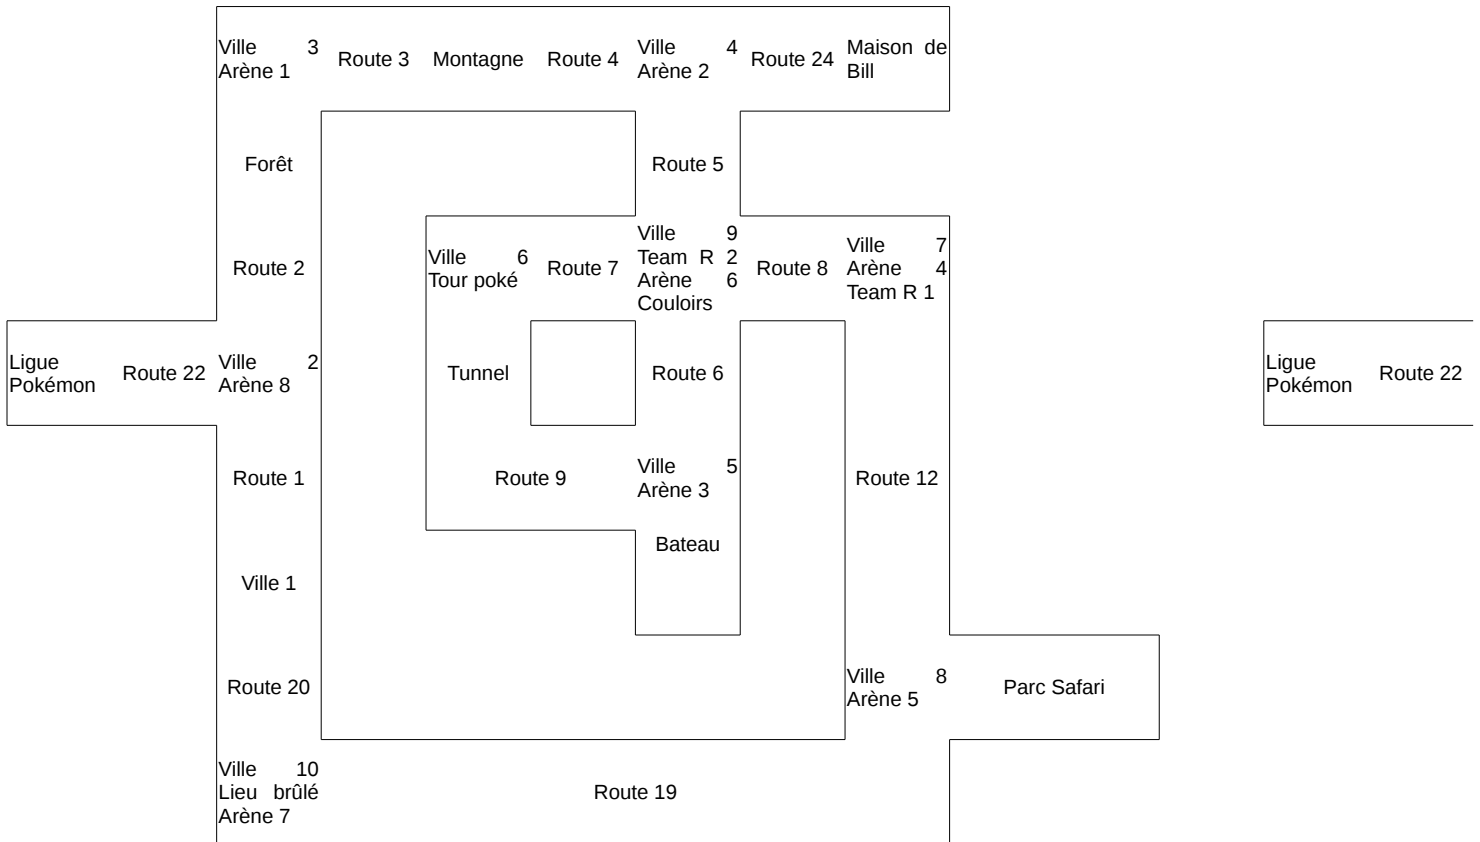 Ville 3
Arène 1
Route 3
Montagne
Route 4
Ville 4
Arène 2
Route 24
Maison de
Bill
Forêt
Route 5
Route 2
Ville 6
Tour poké
Route 7
Ville 9
Team R 2
Arène 6
Couloirs
Route 8
Ville 7
Arène 4
Team R 1
Ligue
Pokémon
Route 22
Ville 2
Arène 8
Tunnel
Route 6
Ligue
Pokémon
Route 22
Route 1
Route 9
Ville 5
Arène 3
Route 12
Bateau
Ville 1
Route 20
Ville 8
Arène 5
Parc Safari
Ville 10
Lieu brûlé
Arène 7
Route 19